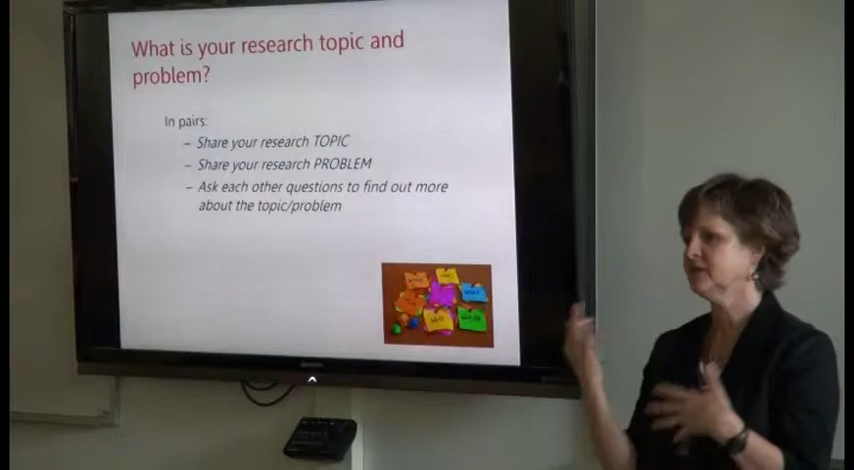 What is your research topic and
problem?
In pairs:
– Share your research TOPIC
– Share your research PROBLEM
– Ask each other questions to find out more
about the topic/problem